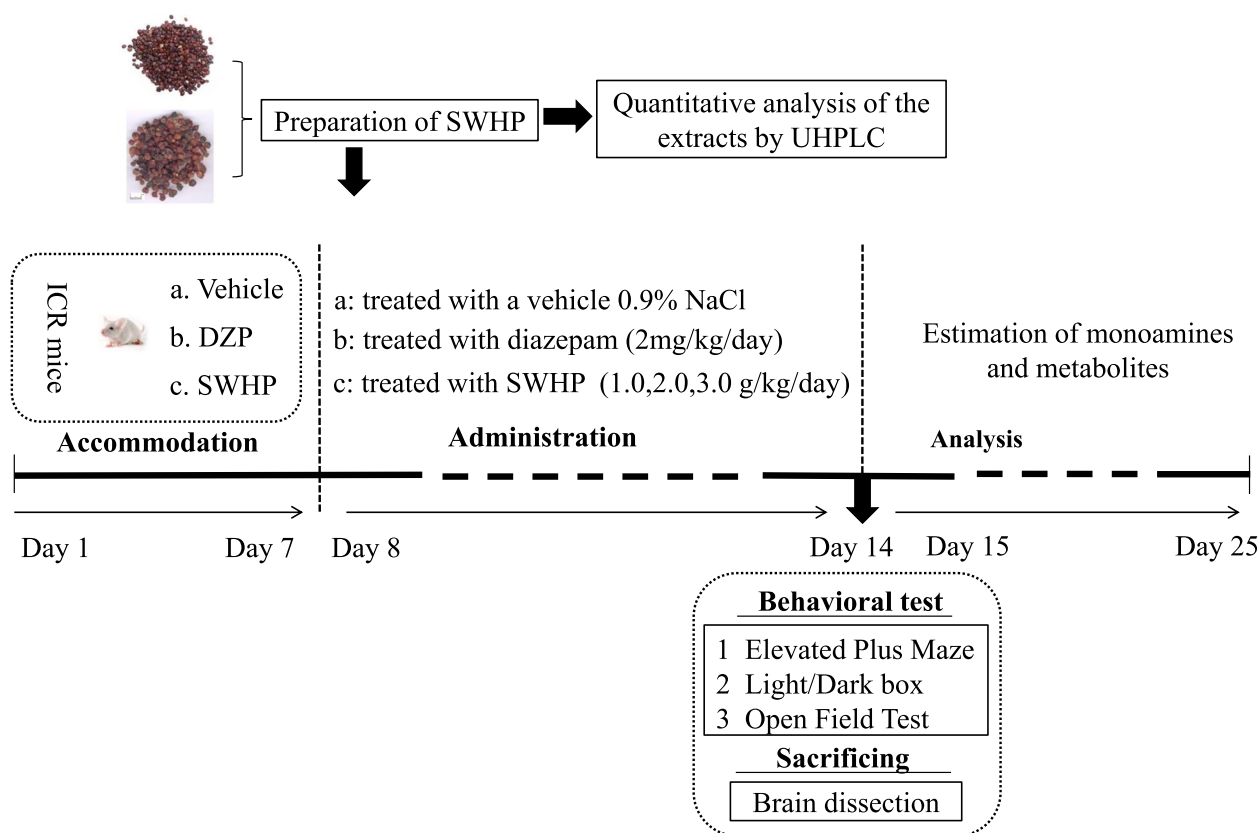 Preparation of SWHP
Quantitative analysis of the
extracts by UHPLC
ICR mice
a. Vehicle
b. DZP
c. SWHP
a: treated with a vehicle 0.9% NaCl
b: treated with diazepam (2mg/kg/day)
c: treated with SWHP (1.0,2.0,3.0 g/kg/day)
Estimation of monoamines
and metabolites
Accommodation
Administration
Analysis
Day 1
Day 7
Day 8
Day 14
Day 15
Day 25
Behavioral test
1 Elevated Plus Maze
2 Light/Dark box
3 Open Field Test
Sacrificing
Brain dissection